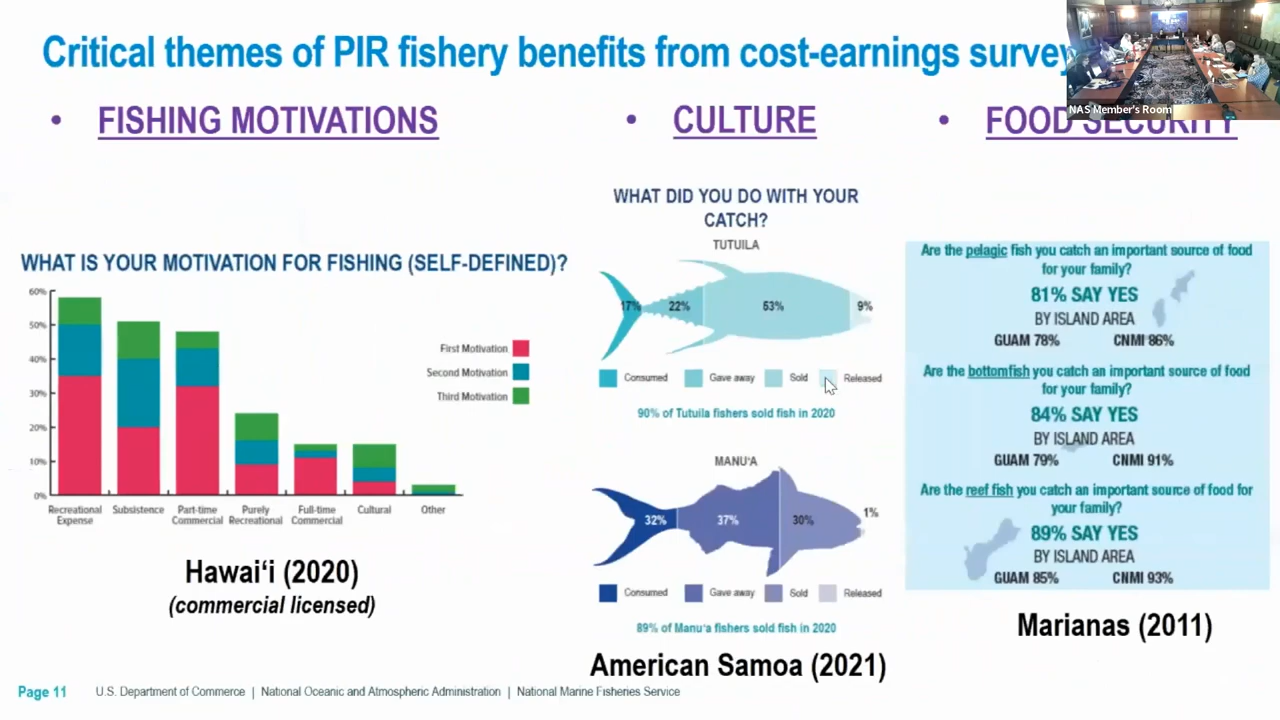 Critical themes of PIR fishery benefits from cost-earnings survey
NAS Member's Room
• FISHING MOTIVATIONS
• CULTURE
• FOOD SECURITY
WHAT IS YOUR MOTIVATION FOR FISHING (SELF-DEFINED)?
60%
50%
40%
30%
20%
10%
0%
First Motivation
Second Motivation
Third Motivation
Recreational
Expense
Subsistence
Part-time
Commercial
Purely
Recreational
Full-time
Commercial
Cultural
Other
Hawaiʻi (2020)
(commercial licensed)
WHAT DID YOU DO WITH YOUR
CATCH?
TUTUILA
17% 22% 53% 9%
Consumed Gave away Sold Released
90% of Tutuila fishers sold fish in 2020
MANU'A
32% 37% 30% 1%
Consumed Gave away Sold Released
89% of Manu'a fishers sold fish in 2020
American Samoa (2021)
Are the pelagic fish you catch an important source of food
for your family?
81% SAY YES
BY ISLAND AREA
GUAM 78% CNMI 86%
Are the bottomfish you catch an important source of food
for your family?
84% SAY YES
BY ISLAND AREA
GUAM 79% CNMI 91%
Are the reef fish you catch an important source of food for
your family?
89% SAY YES
BY ISLAND AREA
GUAM 85% CNMI 93%
Marianas (2011)
Page 11 U.S. Department of Commerce | National Oceanic and Atmospheric Administration | National Marine Fisheries Service